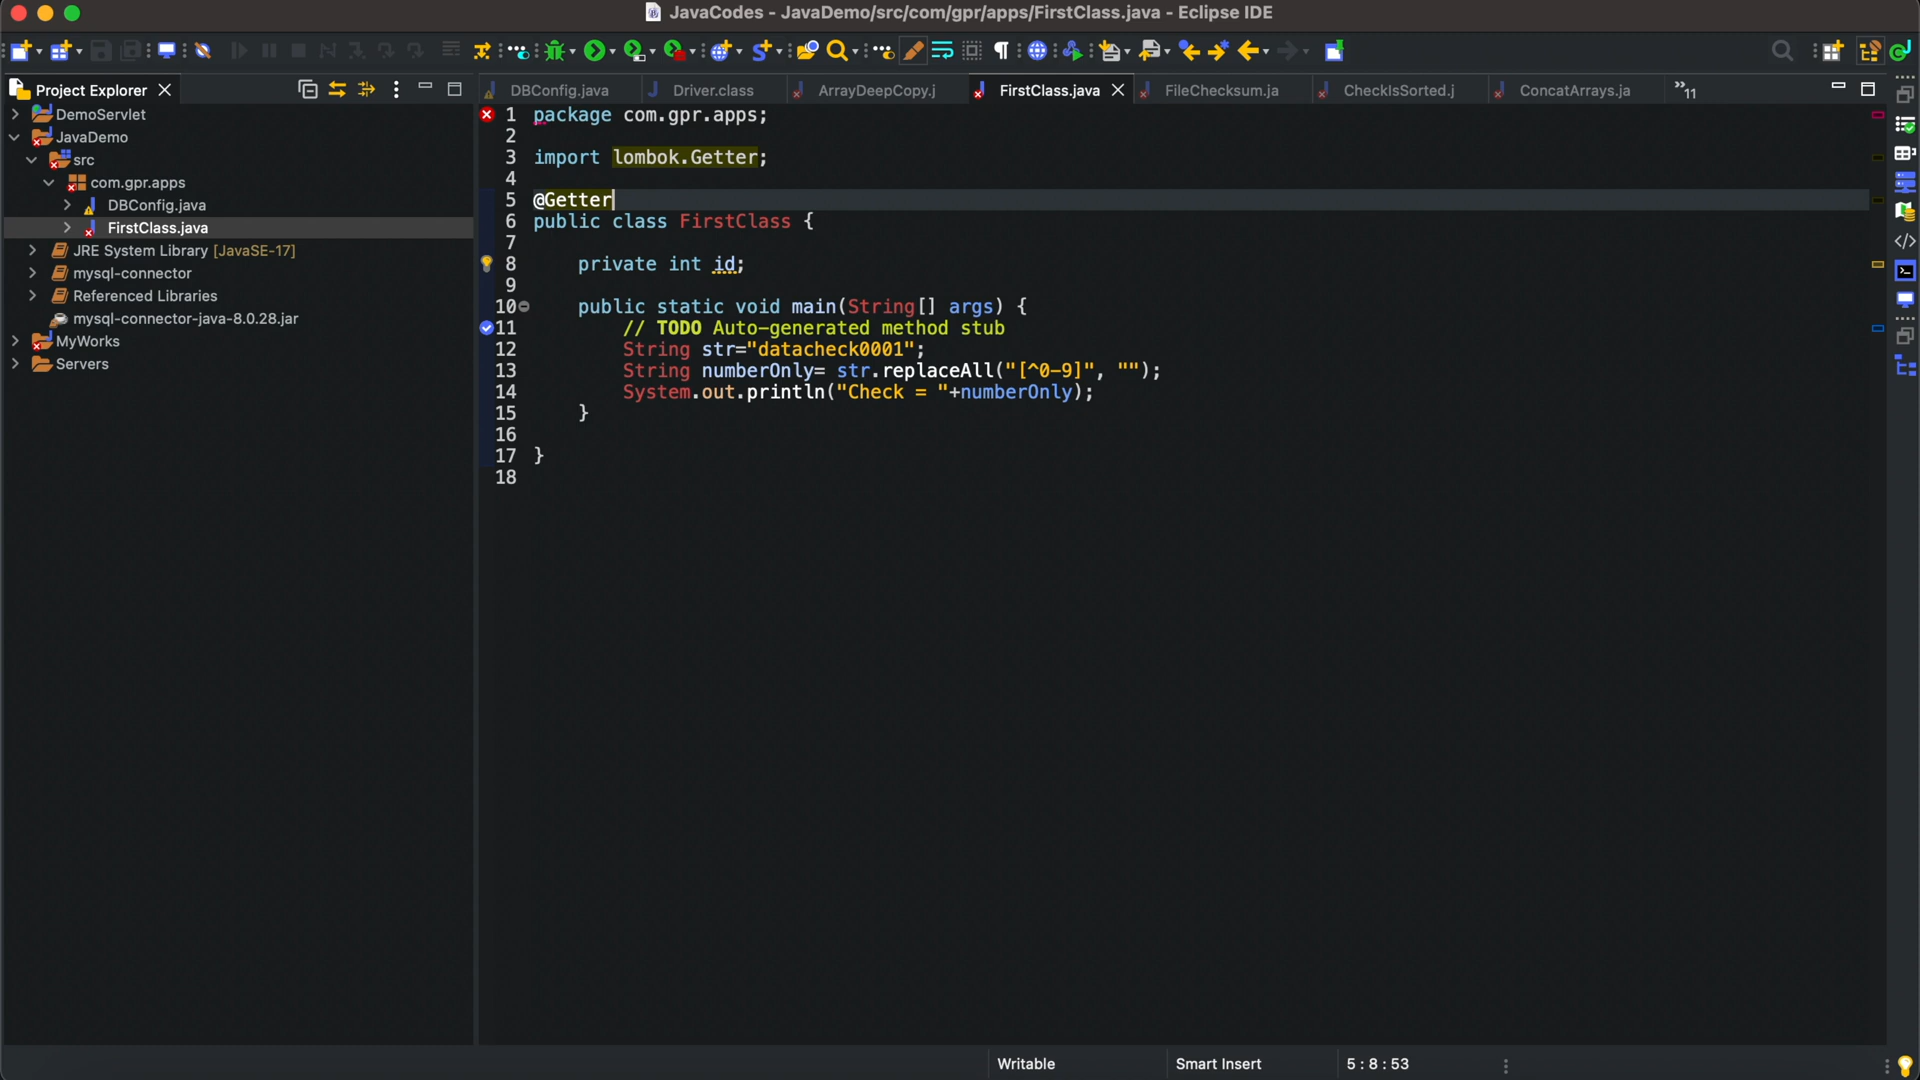 JavaCodes - JavaDemo/src/com/gpr/apps/FirstClass.java - Eclipse IDE
Project Explorer
DBConfig.java
Driver.class
ArrayDeepCopy.j
FirstClass.java
FileChecksum.ja
CheckIsSorted.j
ConcatArrays.ja
»11
DemoServlet
JavaDemo
src
com.gpr.apps
DBConfig.java
FirstClass.java
JRE System Library [JavaSE-17]
mysql-connector
Referenced Libraries
mysql-connector-java-8.0.28.jar
MyWorks
Servers
1 package com.gpr.apps;
2
3 import lombok.Getter;
4
5 @Getter
6 public class FirstClass {
7
8 private int id;
9
10 public static void main(String[] args) {
11 // TODO Auto-generated method stub
12 String str="datacheck0001";
13 String numberOnly= str.replaceAll("[^0-9]", "");
14 System.out.println("Check = "+numberOnly);
15 }
16
17 }
18
Writable
Smart Insert
5 : 8 : 53